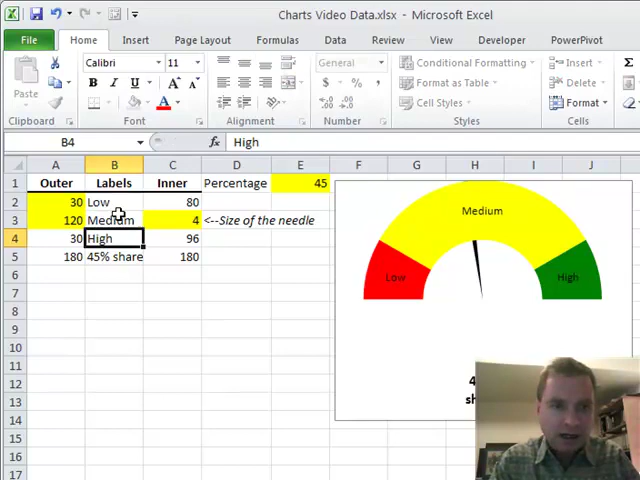 Charts Video Data.xlsx - Microsoft Excel
File Home Insert Page Layout Formulas Data Review View Developer PowerPivot
Calibri 11 General Conditional Formatting Insert
Paste B I U A A $ % , Format as Table Delete
Cell Styles Format
Clipboard Font Alignment Number Styles Cells
B4 fx High
A B C D E F G H I J
1 Outer Labels Inner Percentage 45
2 30 Low 80
3 120 Medium 4 <--Size of the needle
4 30 High 96
5 180 45% share 180
6
7
8
9
10
11
12
13
14
15
16
17
Medium
Low
High